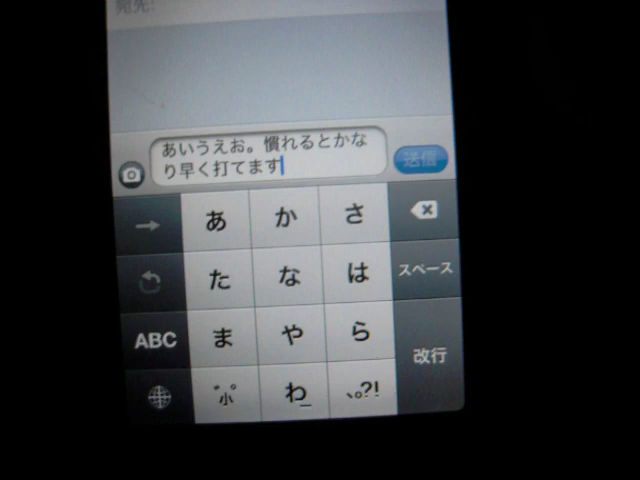 宛先:
あいうえお。慣れるとかな
り早く打てます
送信
→ あ か さ
た な は スペース
ABC ま や ら
改行
゛゜小 わ_ 、。?!